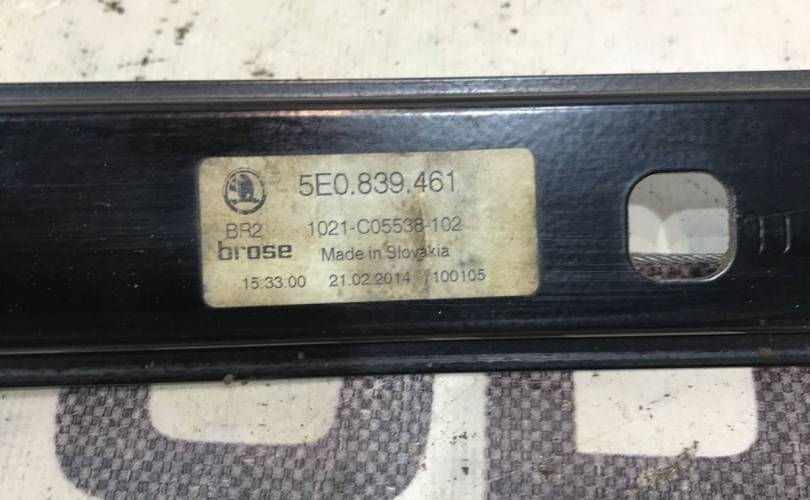 5E0.839.461
BR2 1021-C05538-102
brose Made in Slovakia
15:33:00 21.02.2014 100105